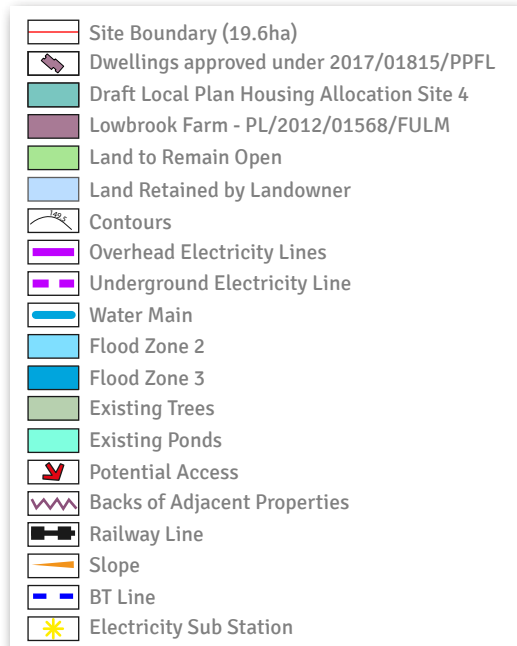 Site Boundary (19.6ha)
Dwellings approved under 2017/01815/PPFL
Draft Local Plan Housing Allocation Site 4
Lowbrook Farm - PL/2012/01568/FULM
Land to Remain Open
Land Retained by Landowner
149.5 Contours
Overhead Electricity Lines
Underground Electricity Line
Water Main
Flood Zone 2
Flood Zone 3
Existing Trees
Existing Ponds
Potential Access
Backs of Adjacent Properties
Railway Line
Slope
BT Line
Electricity Sub Station